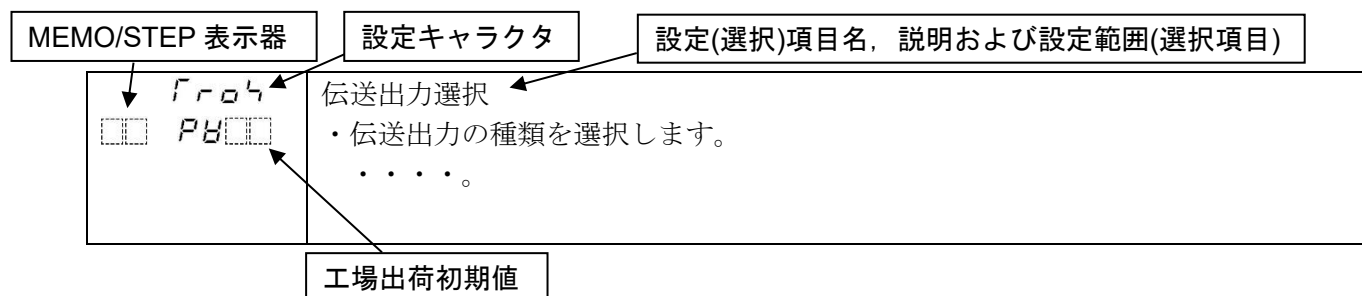 MEMO/STEP 表示器
設定キャラクタ
設定(選択)項目名，説明および設定範囲(選択項目)
伝送出力選択
・伝送出力の種類を選択します。
・・・・。
工場出荷初期値